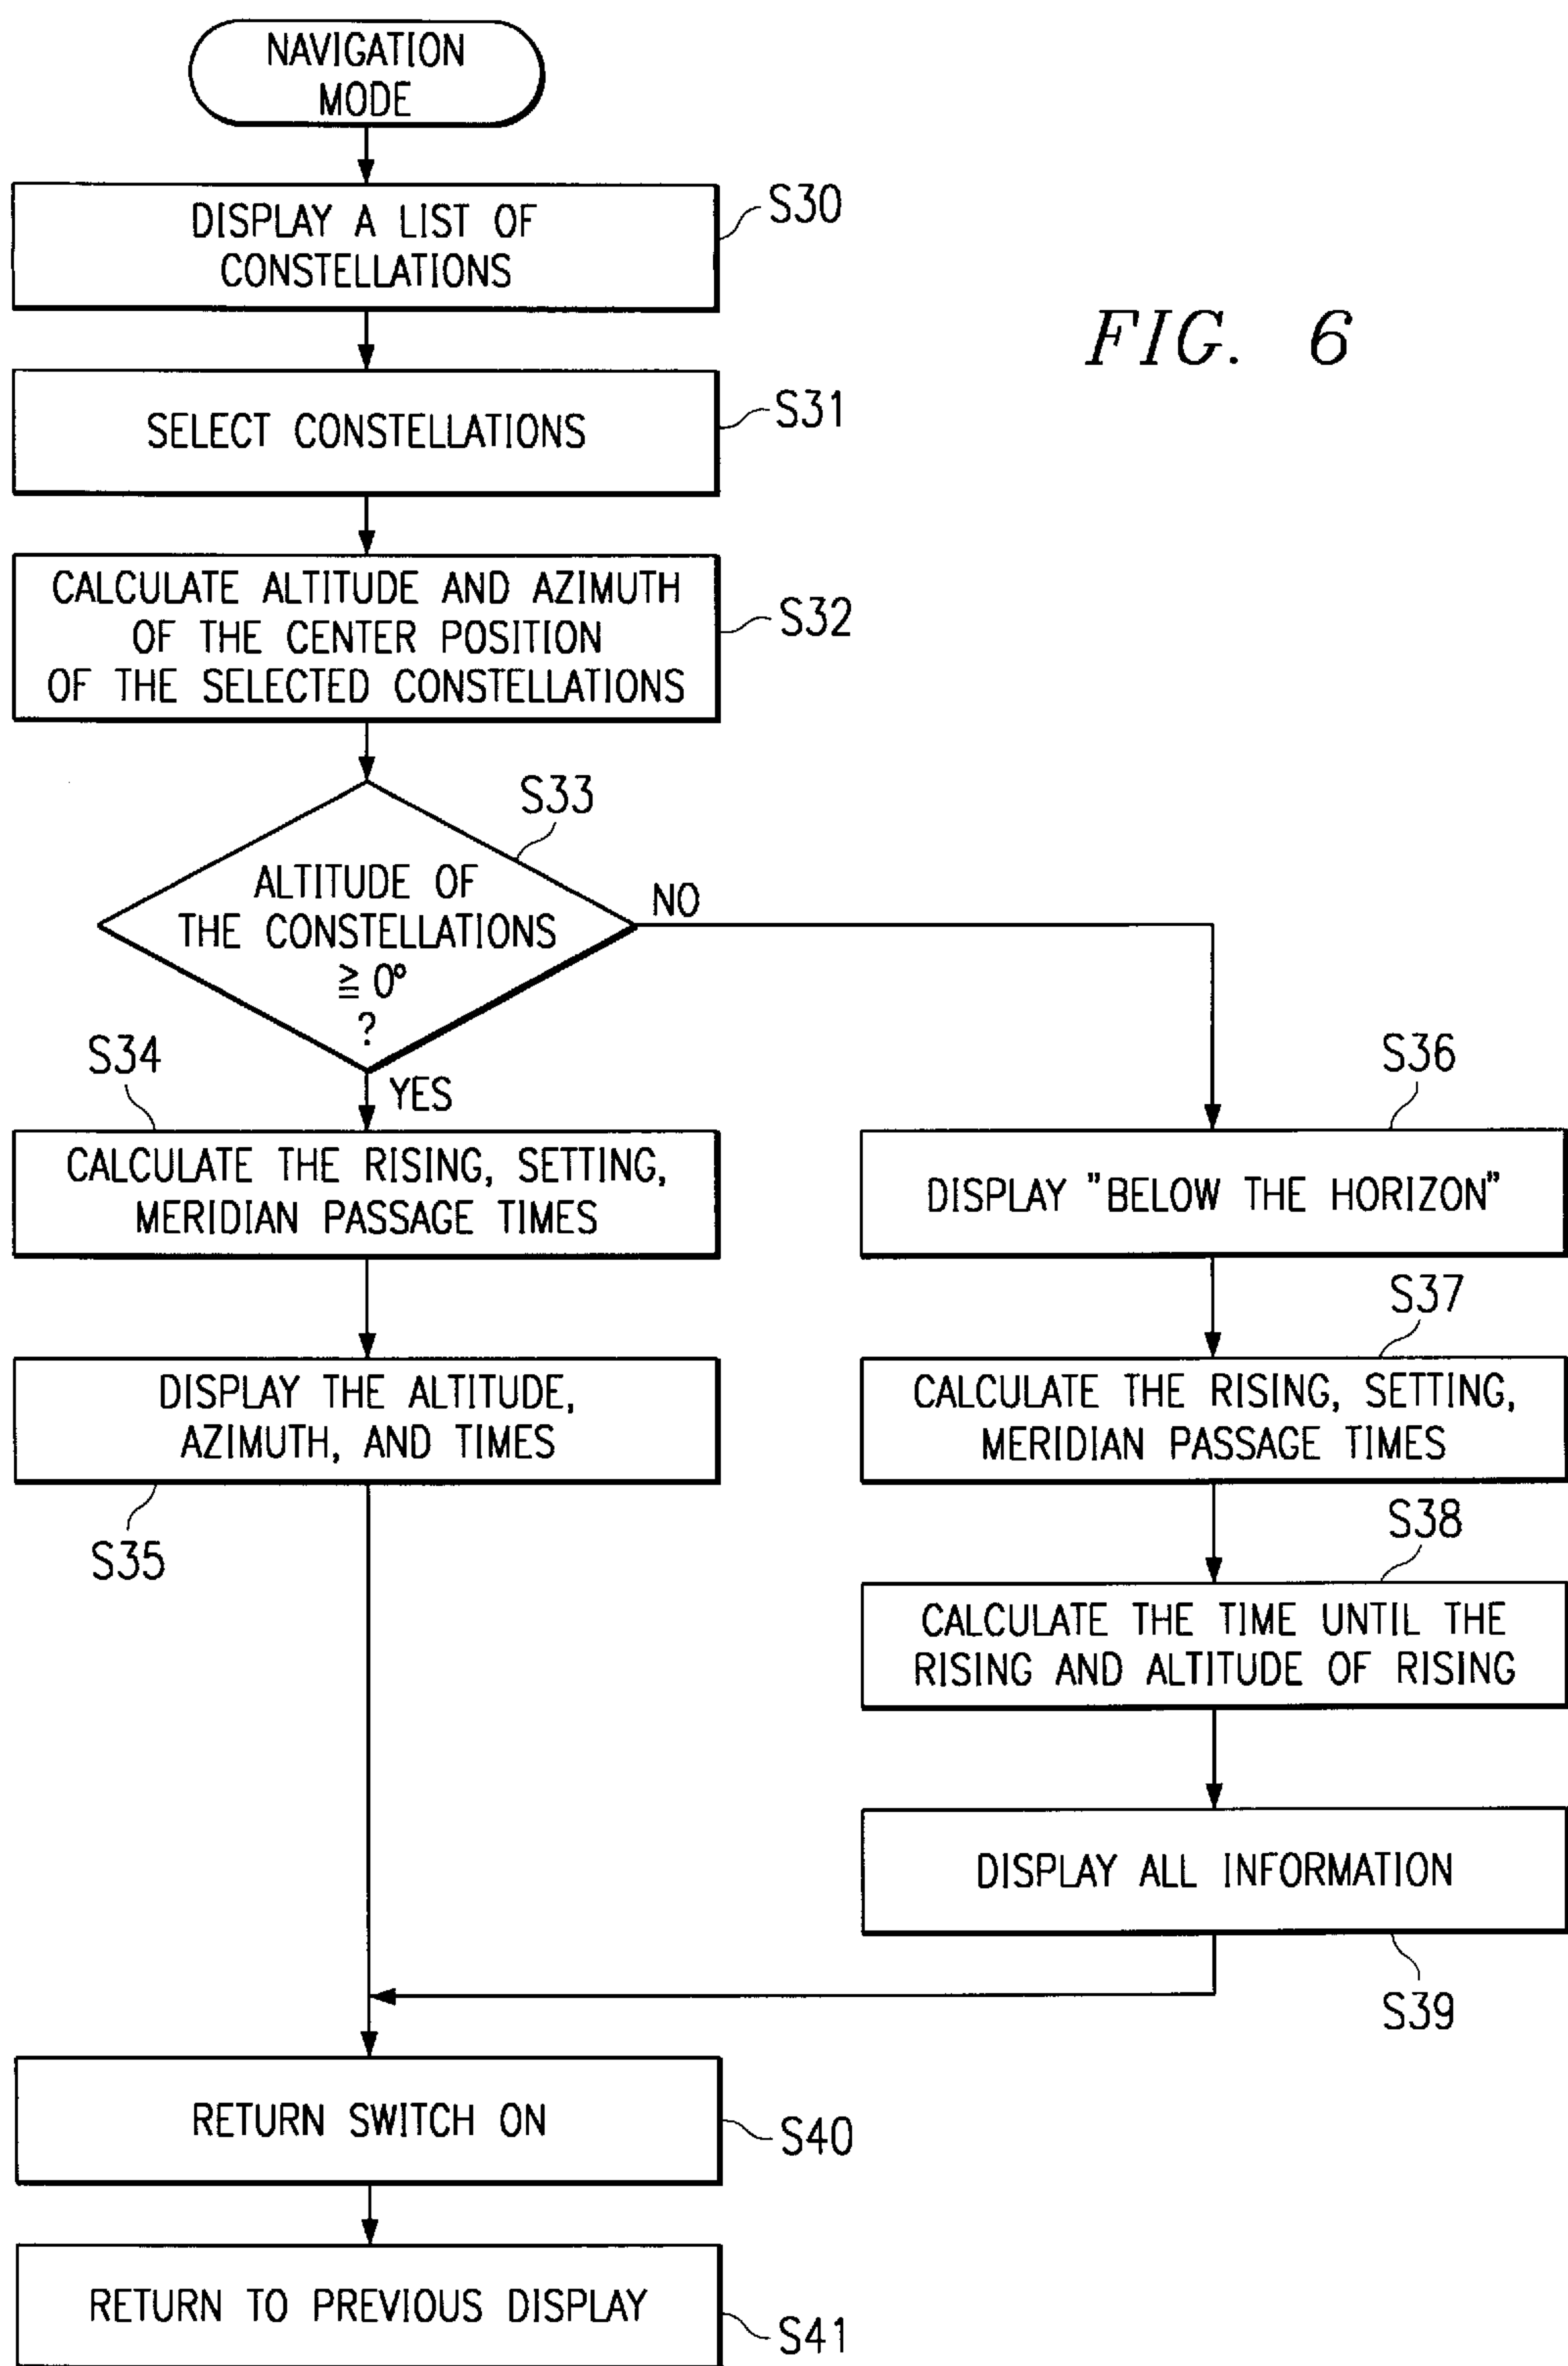 NAVIGATION
MODE
DISPLAY A LIST OF
CONSTELLATIONS
S30
FIG. 6
SELECT CONSTELLATIONS
S31
CALCULATE ALTITUDE AND AZIMUTH
OF THE CENTER POSITION
OF THE SELECTED CONSTELLATIONS
S32
S33
ALTITUDE OF
THE CONSTELLATIONS
≧ 0°
?
NO
YES
S34
CALCULATE THE RISING, SETTING,
MERIDIAN PASSAGE TIMES
DISPLAY THE ALTITUDE,
AZIMUTH, AND TIMES
S35
S36
DISPLAY "BELOW THE HORIZON"
S37
CALCULATE THE RISING, SETTING,
MERIDIAN PASSAGE TIMES
S38
CALCULATE THE TIME UNTIL THE
RISING AND ALTITUDE OF RISING
DISPLAY ALL INFORMATION
S39
RETURN SWITCH ON
S40
RETURN TO PREVIOUS DISPLAY
S41